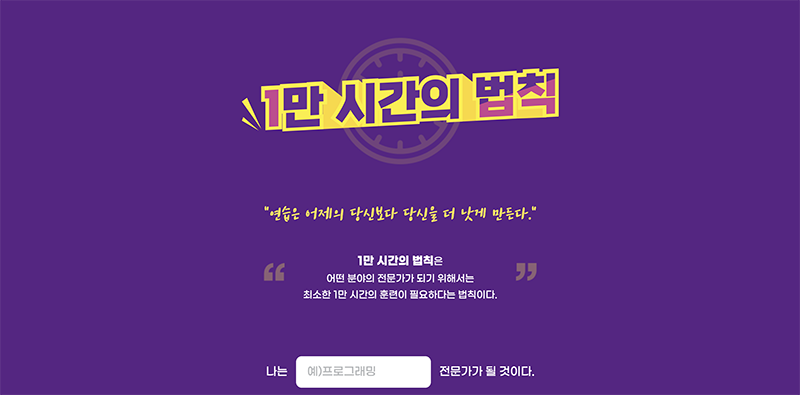 1만 시간의 법칙
"연습은 어제의 당신보다 당신을 더 낫게 만든다."
1만 시간의 법칙은
어떤 분야의 전문가가 되기 위해서는
최소한 1만 시간의 훈련이 필요하다는 법칙이다.
나는 예)프로그래밍 전문가가 될 것이다.